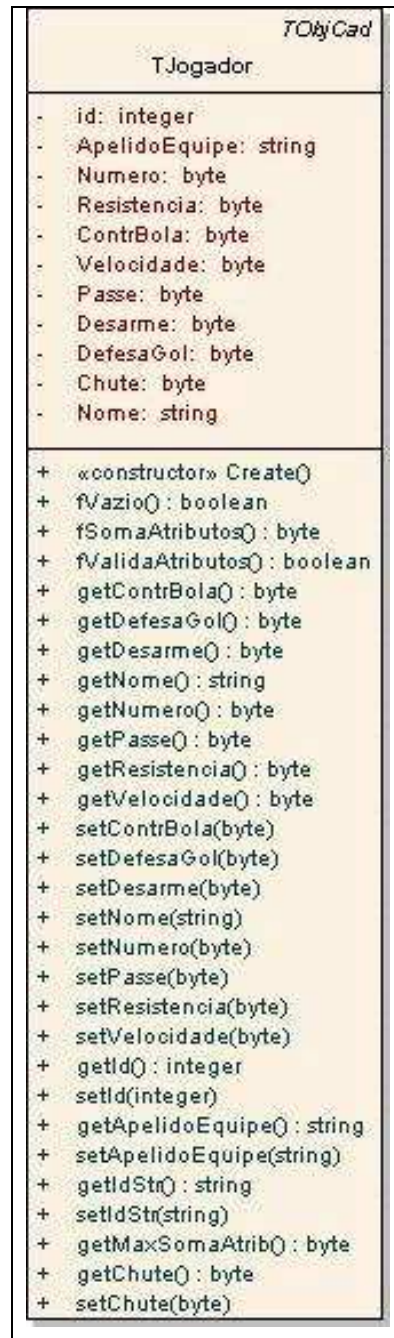 TObjCad
TJogador
- id: integer
- ApelidoEquipe: string
- Numero: byte
- Resistencia: byte
- ContrBola: byte
- Velocidade: byte
- Passe: byte
- Desarme: byte
- DefesaGol: byte
- Chute: byte
- Nome: string
+ «constructor» Create()
+ fVazio() : boolean
+ fSomaAtributos() : byte
+ fValidaAtributos() : boolean
+ getContrBola() : byte
+ getDefesaGol() : byte
+ getDesarme() : byte
+ getNome() : string
+ getNumero() : byte
+ getPasse() : byte
+ getResistencia() : byte
+ getVelocidade() : byte
+ setContrBola(byte)
+ setDefesaGol(byte)
+ setDesarme(byte)
+ setNome(string)
+ setNumero(byte)
+ setPasse(byte)
+ setResistencia(byte)
+ setVelocidade(byte)
+ getId() : integer
+ setId(integer)
+ getApelidoEquipe() : string
+ setApelidoEquipe(string)
+ getIdStr() : string
+ setIdStr(string)
+ getMaxSomaAtrib() : byte
+ getChute() : byte
+ setChute(byte)